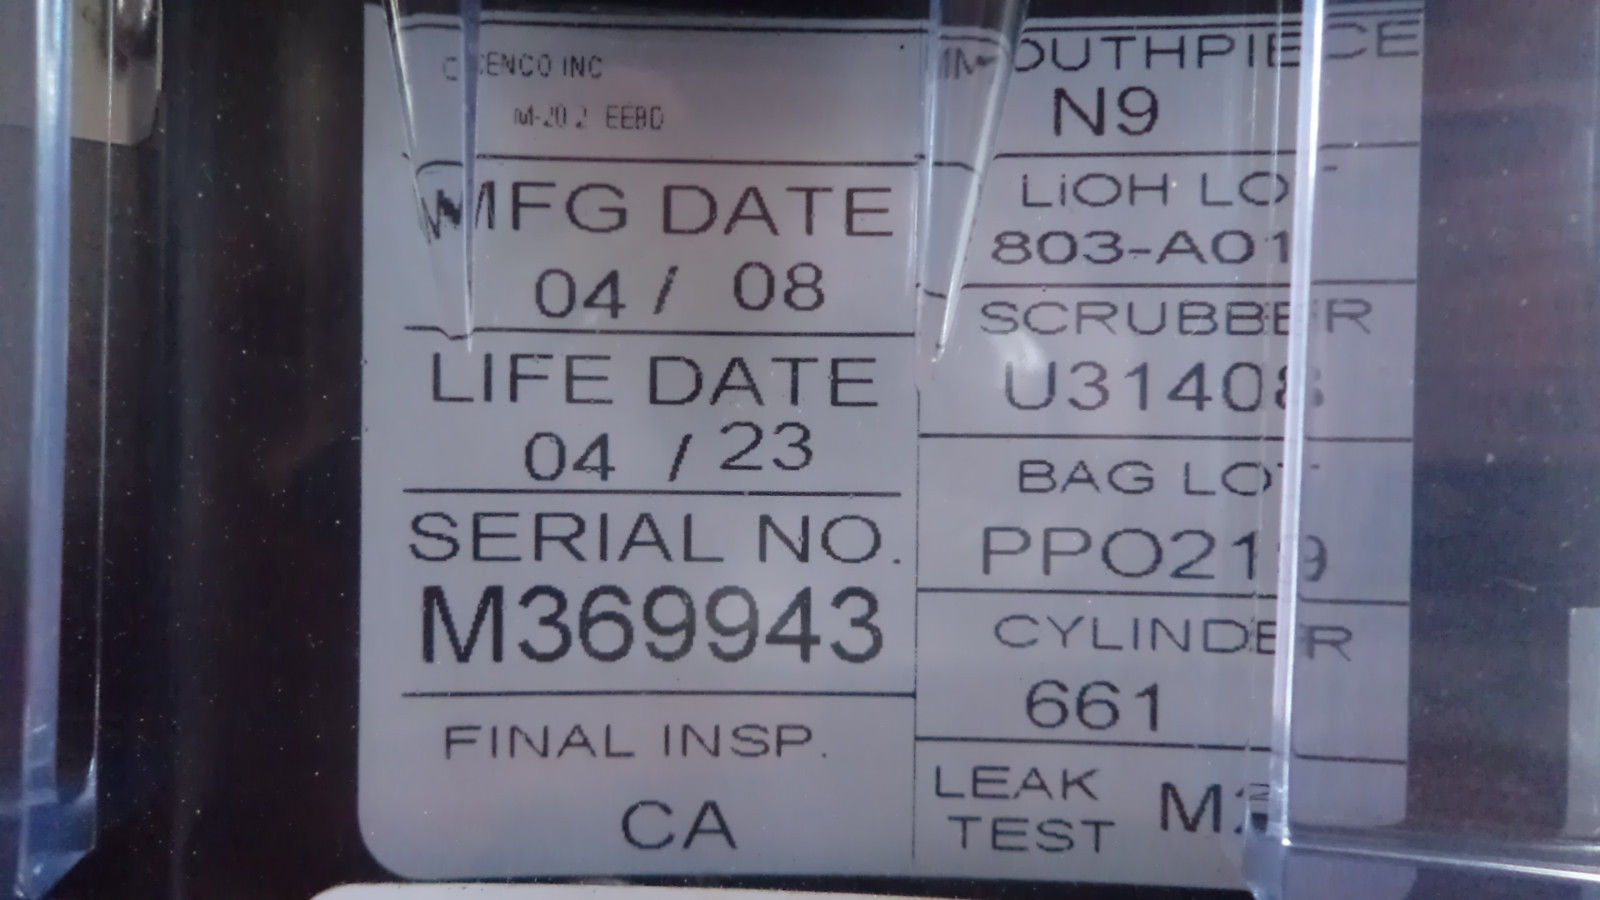 OCENCO INC
M-20.2 EEBD
MFG DATE
04 / 08
LIFE DATE
04 / 23
SERIAL NO.
M369943
FINAL INSP.
CA
MOUTHPIECE
N9
LiOH LOT
803-A01
SCRUBBER
U31408
BAG LOT
PPO219
CYLINDER
661
LEAK
TEST